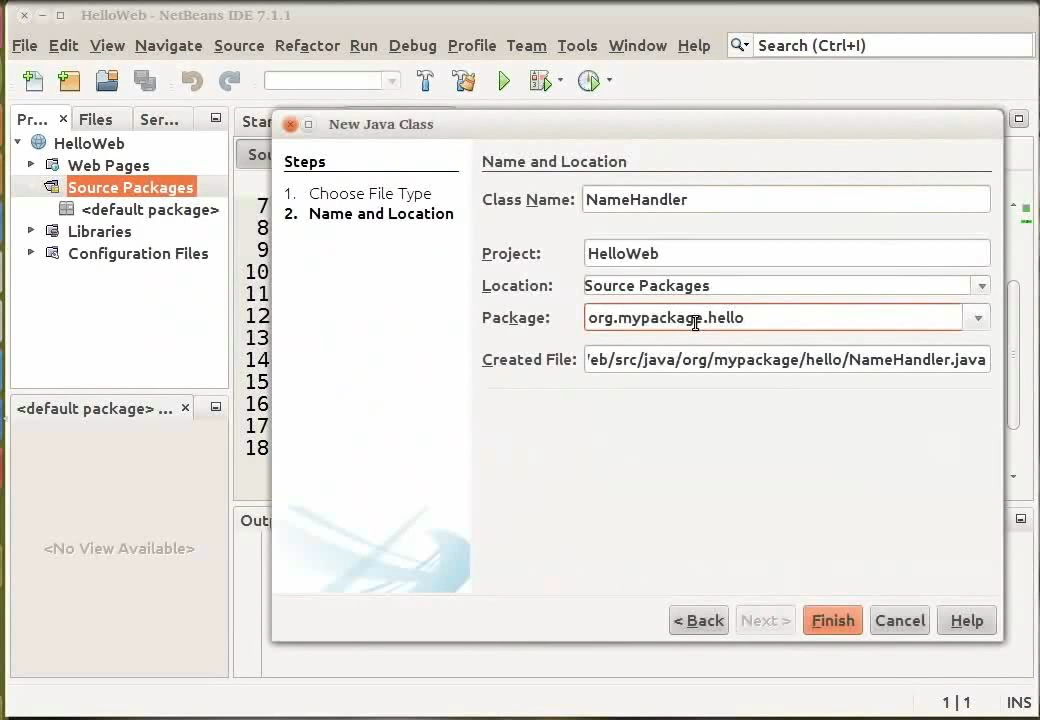 HelloWeb - NetBeans IDE 7.1.1
File Edit View Navigate Source Refactor Run Debug Profile Team Tools Window Help Search (Ctrl+I)
Pr... Files Ser...
HelloWeb
Web Pages
Source Packages
<default package>
Libraries
Configuration Files
<default package> ...
<No View Available>
7
8
9
10
11
12
13
14
15
16
17
18
New Java Class
Steps
1. Choose File Type
2. Name and Location
Name and Location
Class Name: NameHandler
Project: HelloWeb
Location: Source Packages
Package: org.mypackage.hello
Created File: eb/src/java/org/mypackage/hello/NameHandler.java
< Back Next > Finish Cancel Help
1 | 1 INS